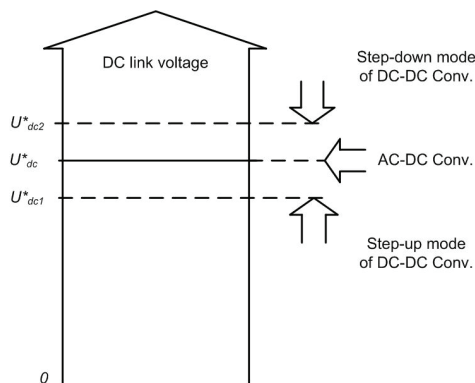 DC link voltage
Step-down mode
of DC-DC Conv.
U*dc2
U*dc
AC-DC Conv.
U*dc1
Step-up mode
of DC-DC Conv.
0